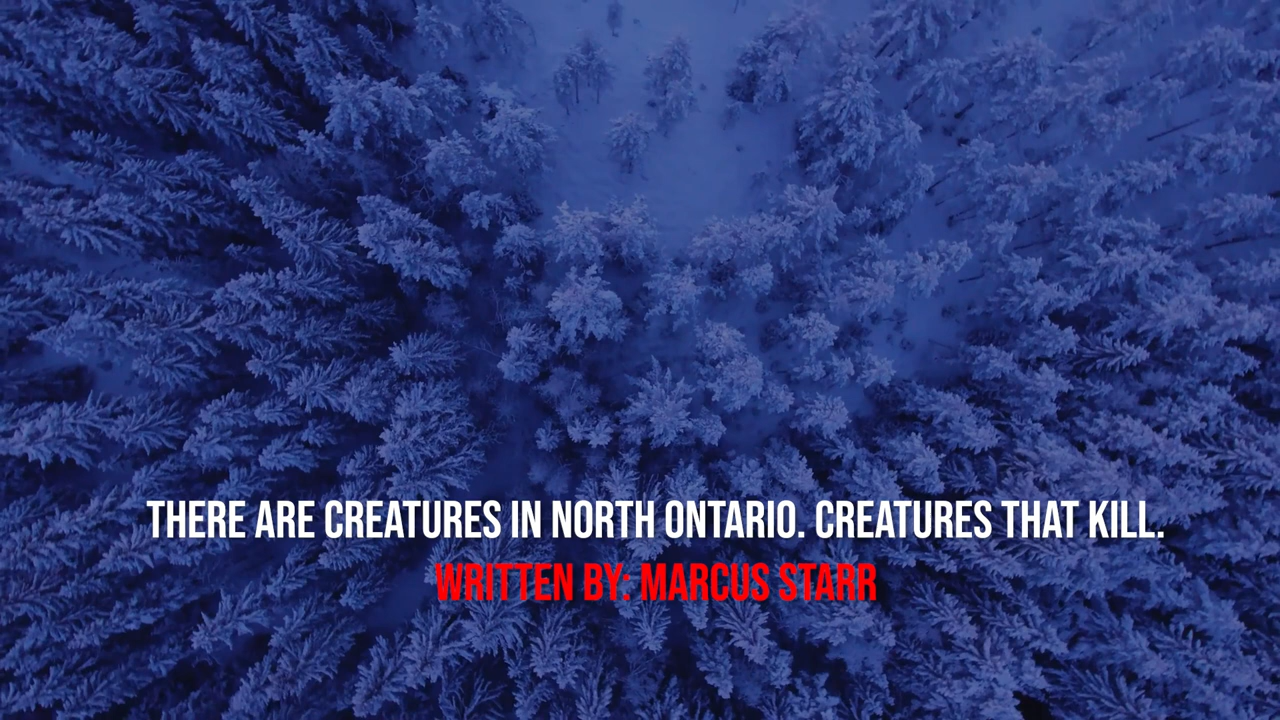 THERE ARE CREATURES IN NORTH ONTARIO. CREATURES THAT KILL.
WRITTEN BY: MARCUS STARR